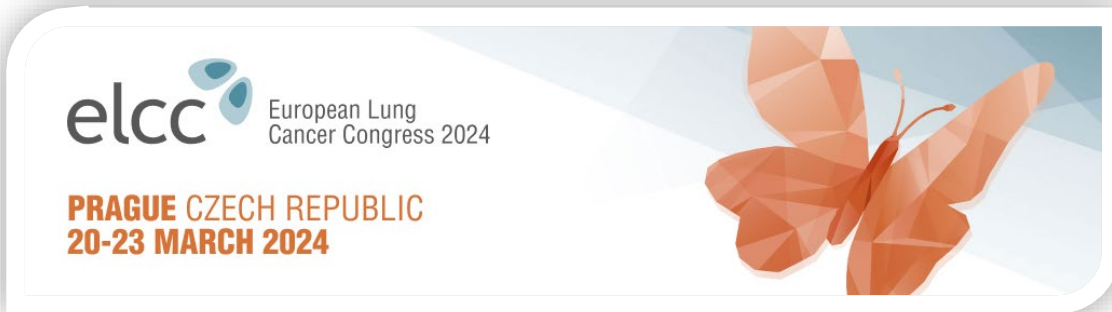 elcc
European Lung
Cancer Congress 2024
PRAGUE CZECH REPUBLIC
20-23 MARCH 2024